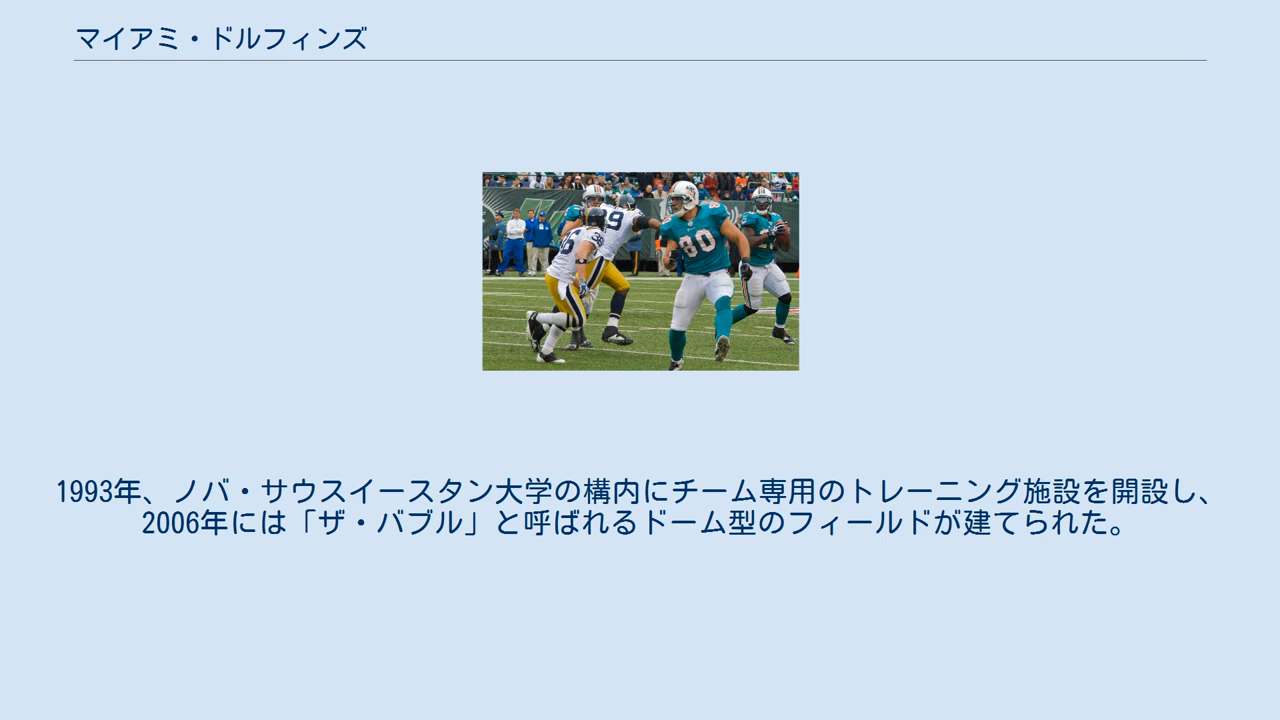 マイアミ・ドルフィンズ
80
39
38
1993年、ノバ・サウスイースタン大学の構内にチーム専用のトレーニング施設を開設し、
2006年には「ザ・バブル」と呼ばれるドーム型のフィールドが建てられた。